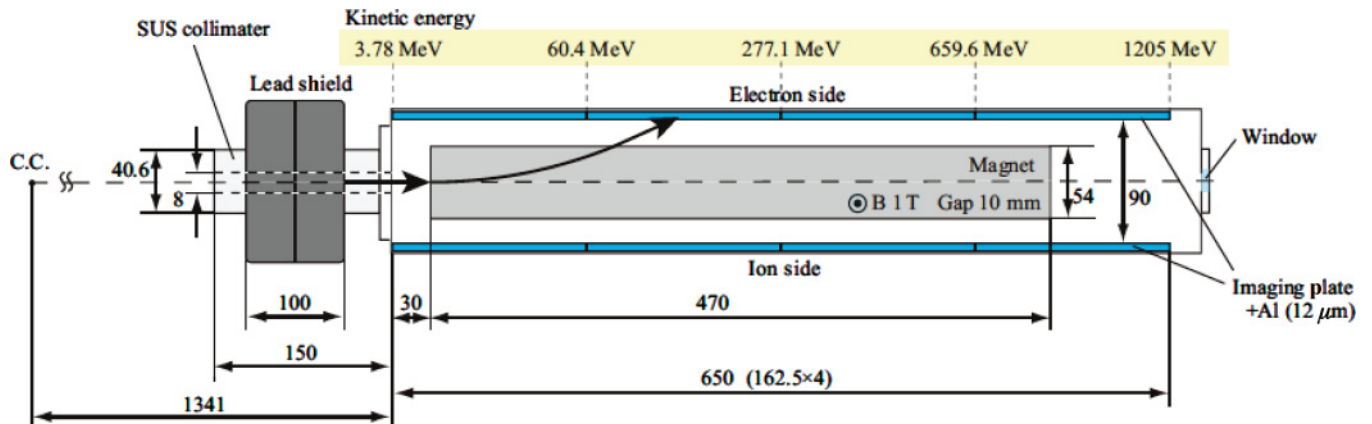 Kinetic energy
SUS collimater
3.78 MeV 60.4 MeV 277.1 MeV 659.6 MeV 1205 MeV
Lead shield
Electron side
Window
C.C.
40.6
8
Magnet
B 1 T Gap 10 mm
54
90
Ion side
Imaging plate
+Al (12 μm)
100
30
470
150
650 (162.5×4)
1341